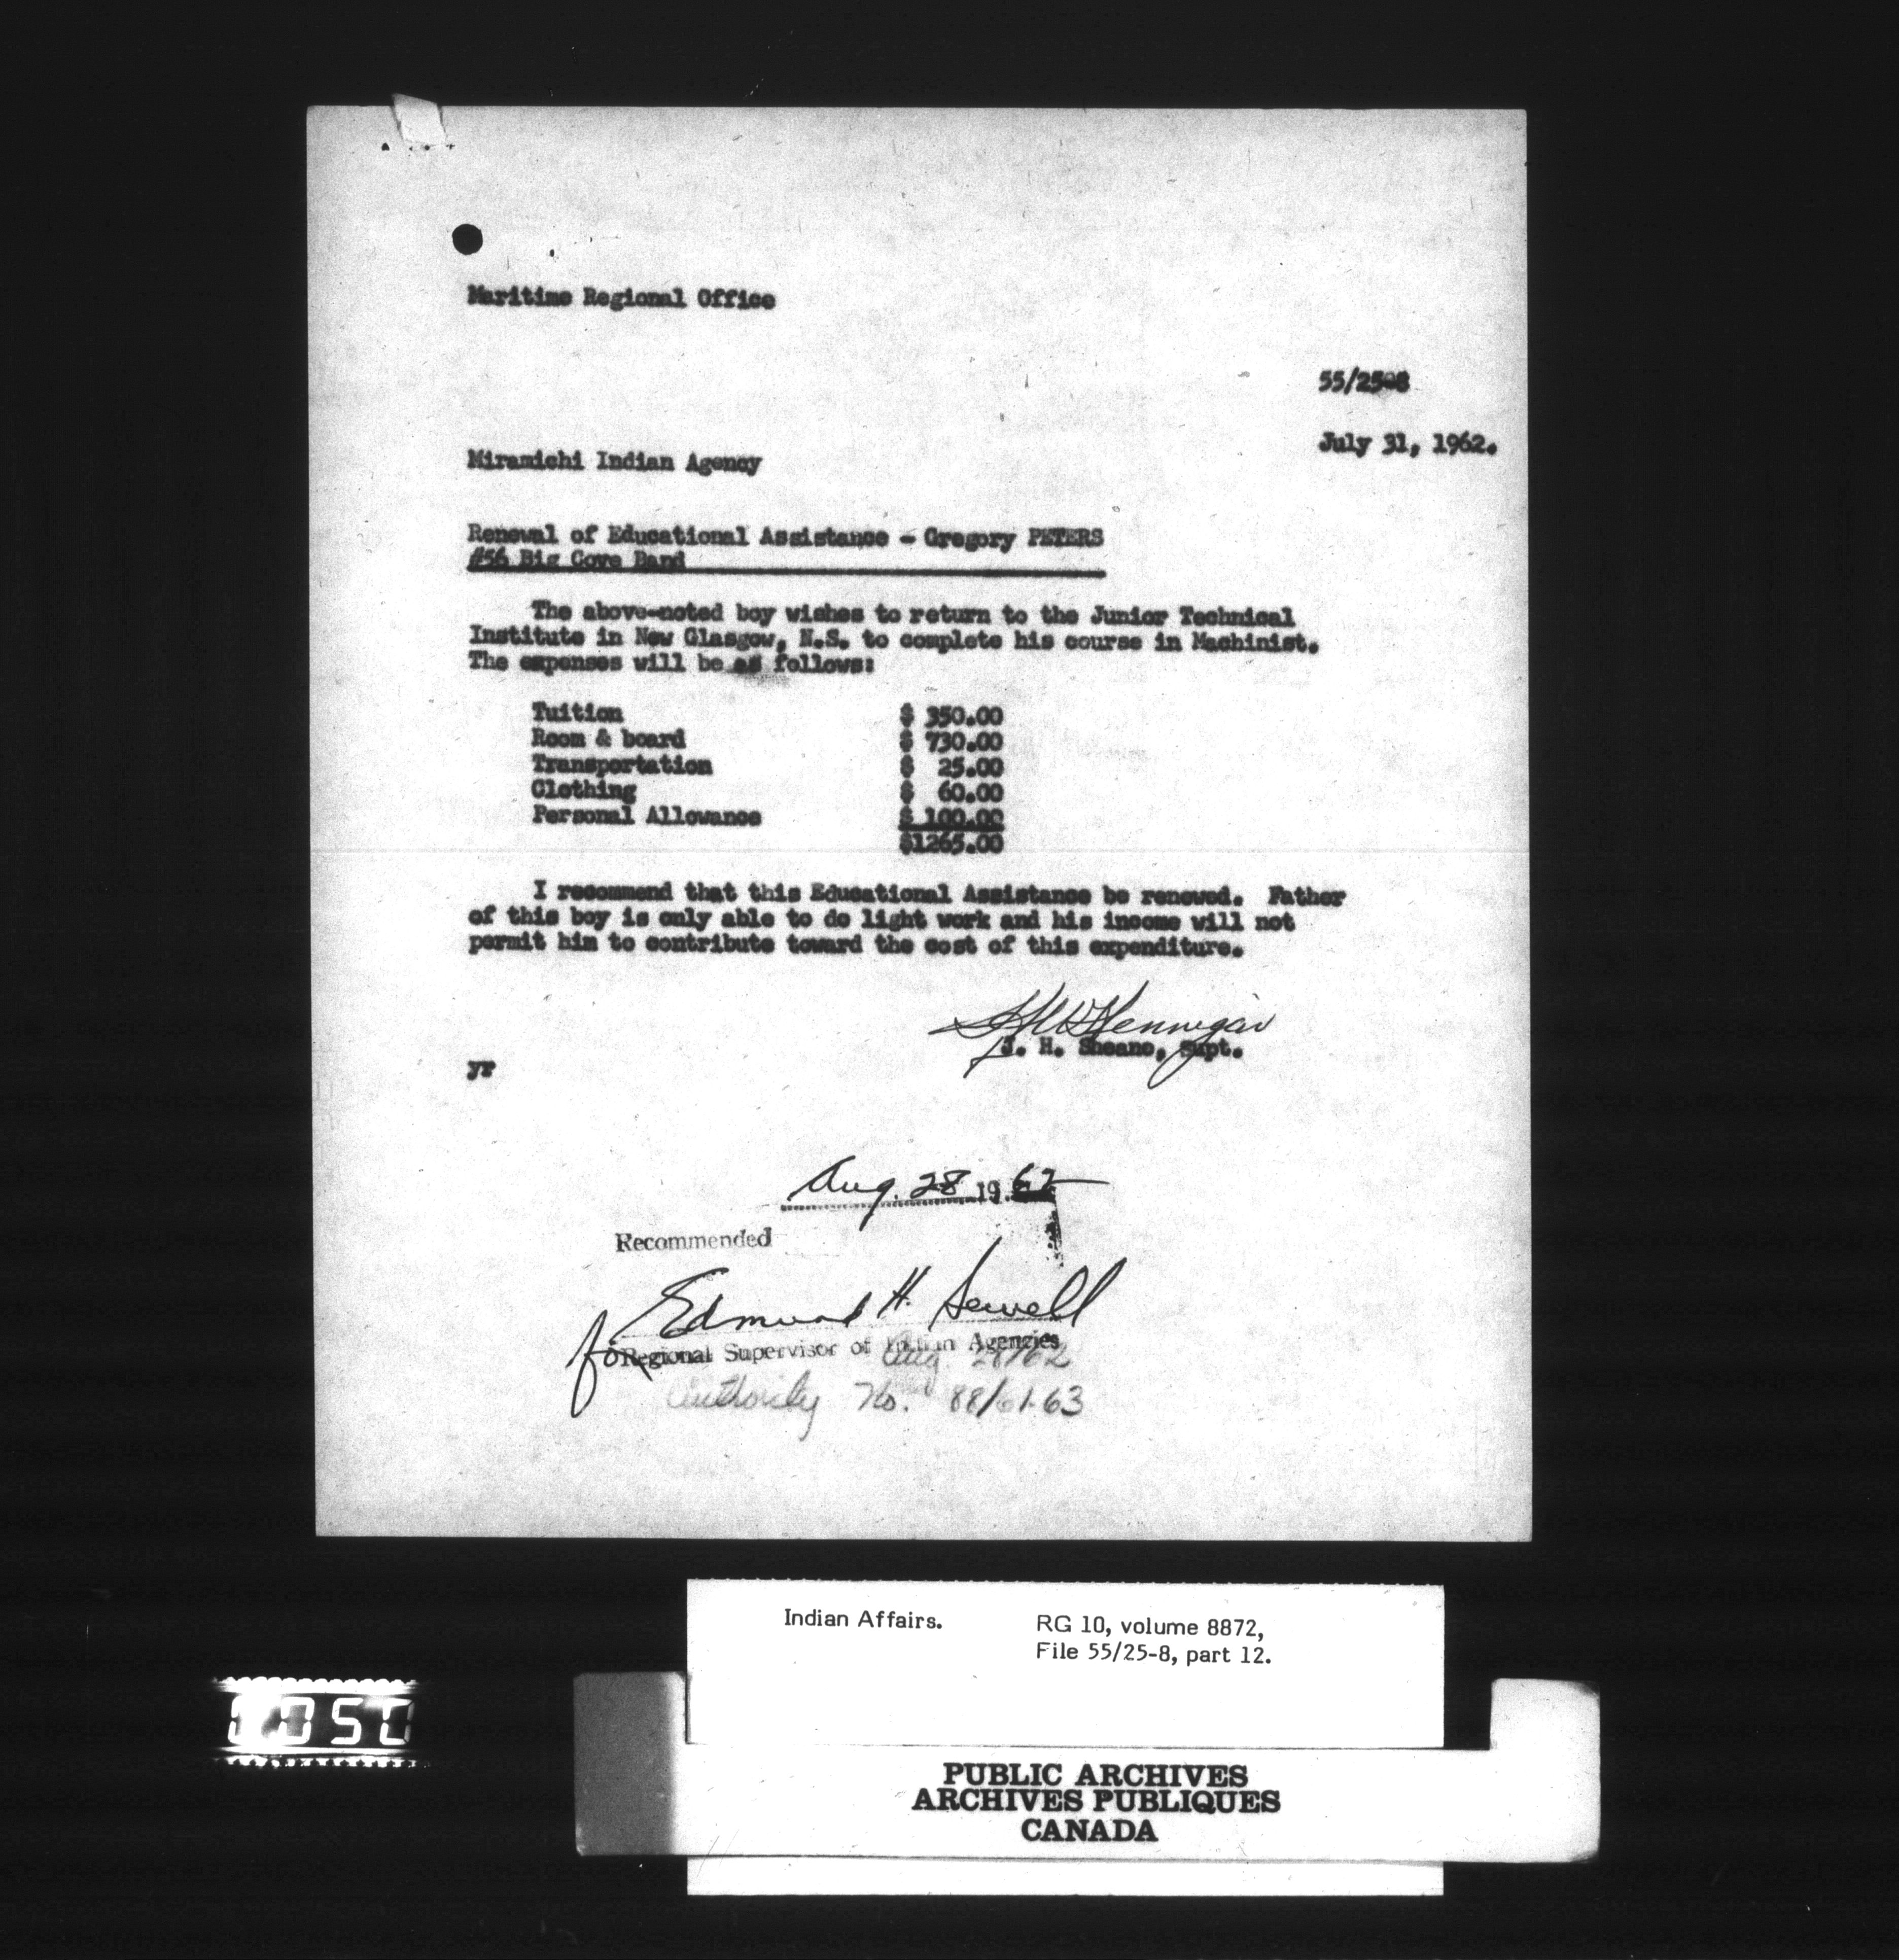 Maritime Regional Office
55/25-8
July 31, 1962.
Miramichi Indian Agency
Renewal of Educational Assistance - Gregory PETERS
#56 Big Cove Band
The above-noted boy wishes to return to the Junior Technical
Institute in New Glasgow, N.S. to complete his course in Machinist.
The expenses will be as follows:
Tuition $ 350.00
Room & board $ 730.00
Transportation $ 25.00
Clothing $ 60.00
Personal Allowance $ 100.00
$1265.00
I recommend that this Educational Assistance be renewed. Father
of this boy is only able to do light work and his income will not
permit him to contribute toward the cost of this expenditure.
Hennigar
J. H. Sheane, Supt.
yr
Aug. 28 19 62
Recommended
Edmund H. Sewell
for Regional Supervisor of Indian Agencies
Aug 28/62
Authority No. 88/61-63
Indian Affairs. RG 10, volume 8872,
File 55/25-8, part 12.
PUBLIC ARCHIVES
ARCHIVES PUBLIQUES
CANADA